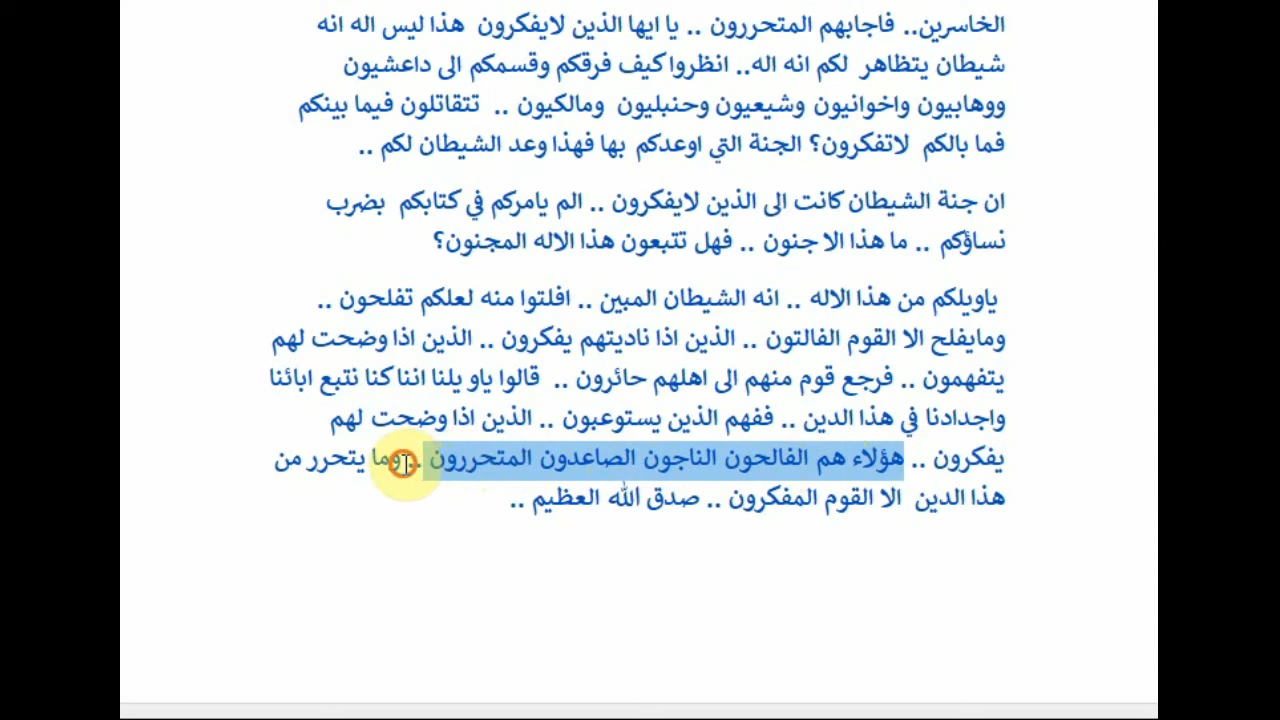 الخاسرين.. فاجابهم المتحررون .. يا ايها الذين لايفكرون هذا ليس اله انه
شيطان يتظاهر لكم انه اله.. انظروا كيف فرقكم وقسمكم الى داعشيون
ووهابيون واخوانيون وشيعيون وحنبليون ومالكيون .. تتقاتلون فيما بينكم
فما بالكم لاتفكرون؟ الجنة التي اوعدكم بها فهذا وعد الشيطان لكم ..
ان جنة الشيطان كانت الى الذين لايفكرون .. الم يامركم في كتابكم بضرب
نساؤكم .. ما هذا الا جنون .. فهل تتبعون هذا الاله المجنون؟
ياويلكم من هذا الاله .. انه الشيطان المبين .. افلتوا منه لعلكم تفلحون ..
ومايفلح الا القوم الفالتون .. الذين اذا ناديتهم يفكرون .. الذين اذا وضحت لهم
يتفهمون .. فرجع قوم منهم الى اهلهم حائرون .. قالوا ياو يلنا اننا كنا نتبع ابائنا
واجدادنا في هذا الدين .. ففهم الذين يستوعبون .. الذين اذا وضحت لهم
يفكرون .. هؤلاء هم الفالحون الناجون الصاعدون المتحررون .. وما يتحرر من
هذا الدين الا القوم المفكرون .. صدق الله العظيم ..